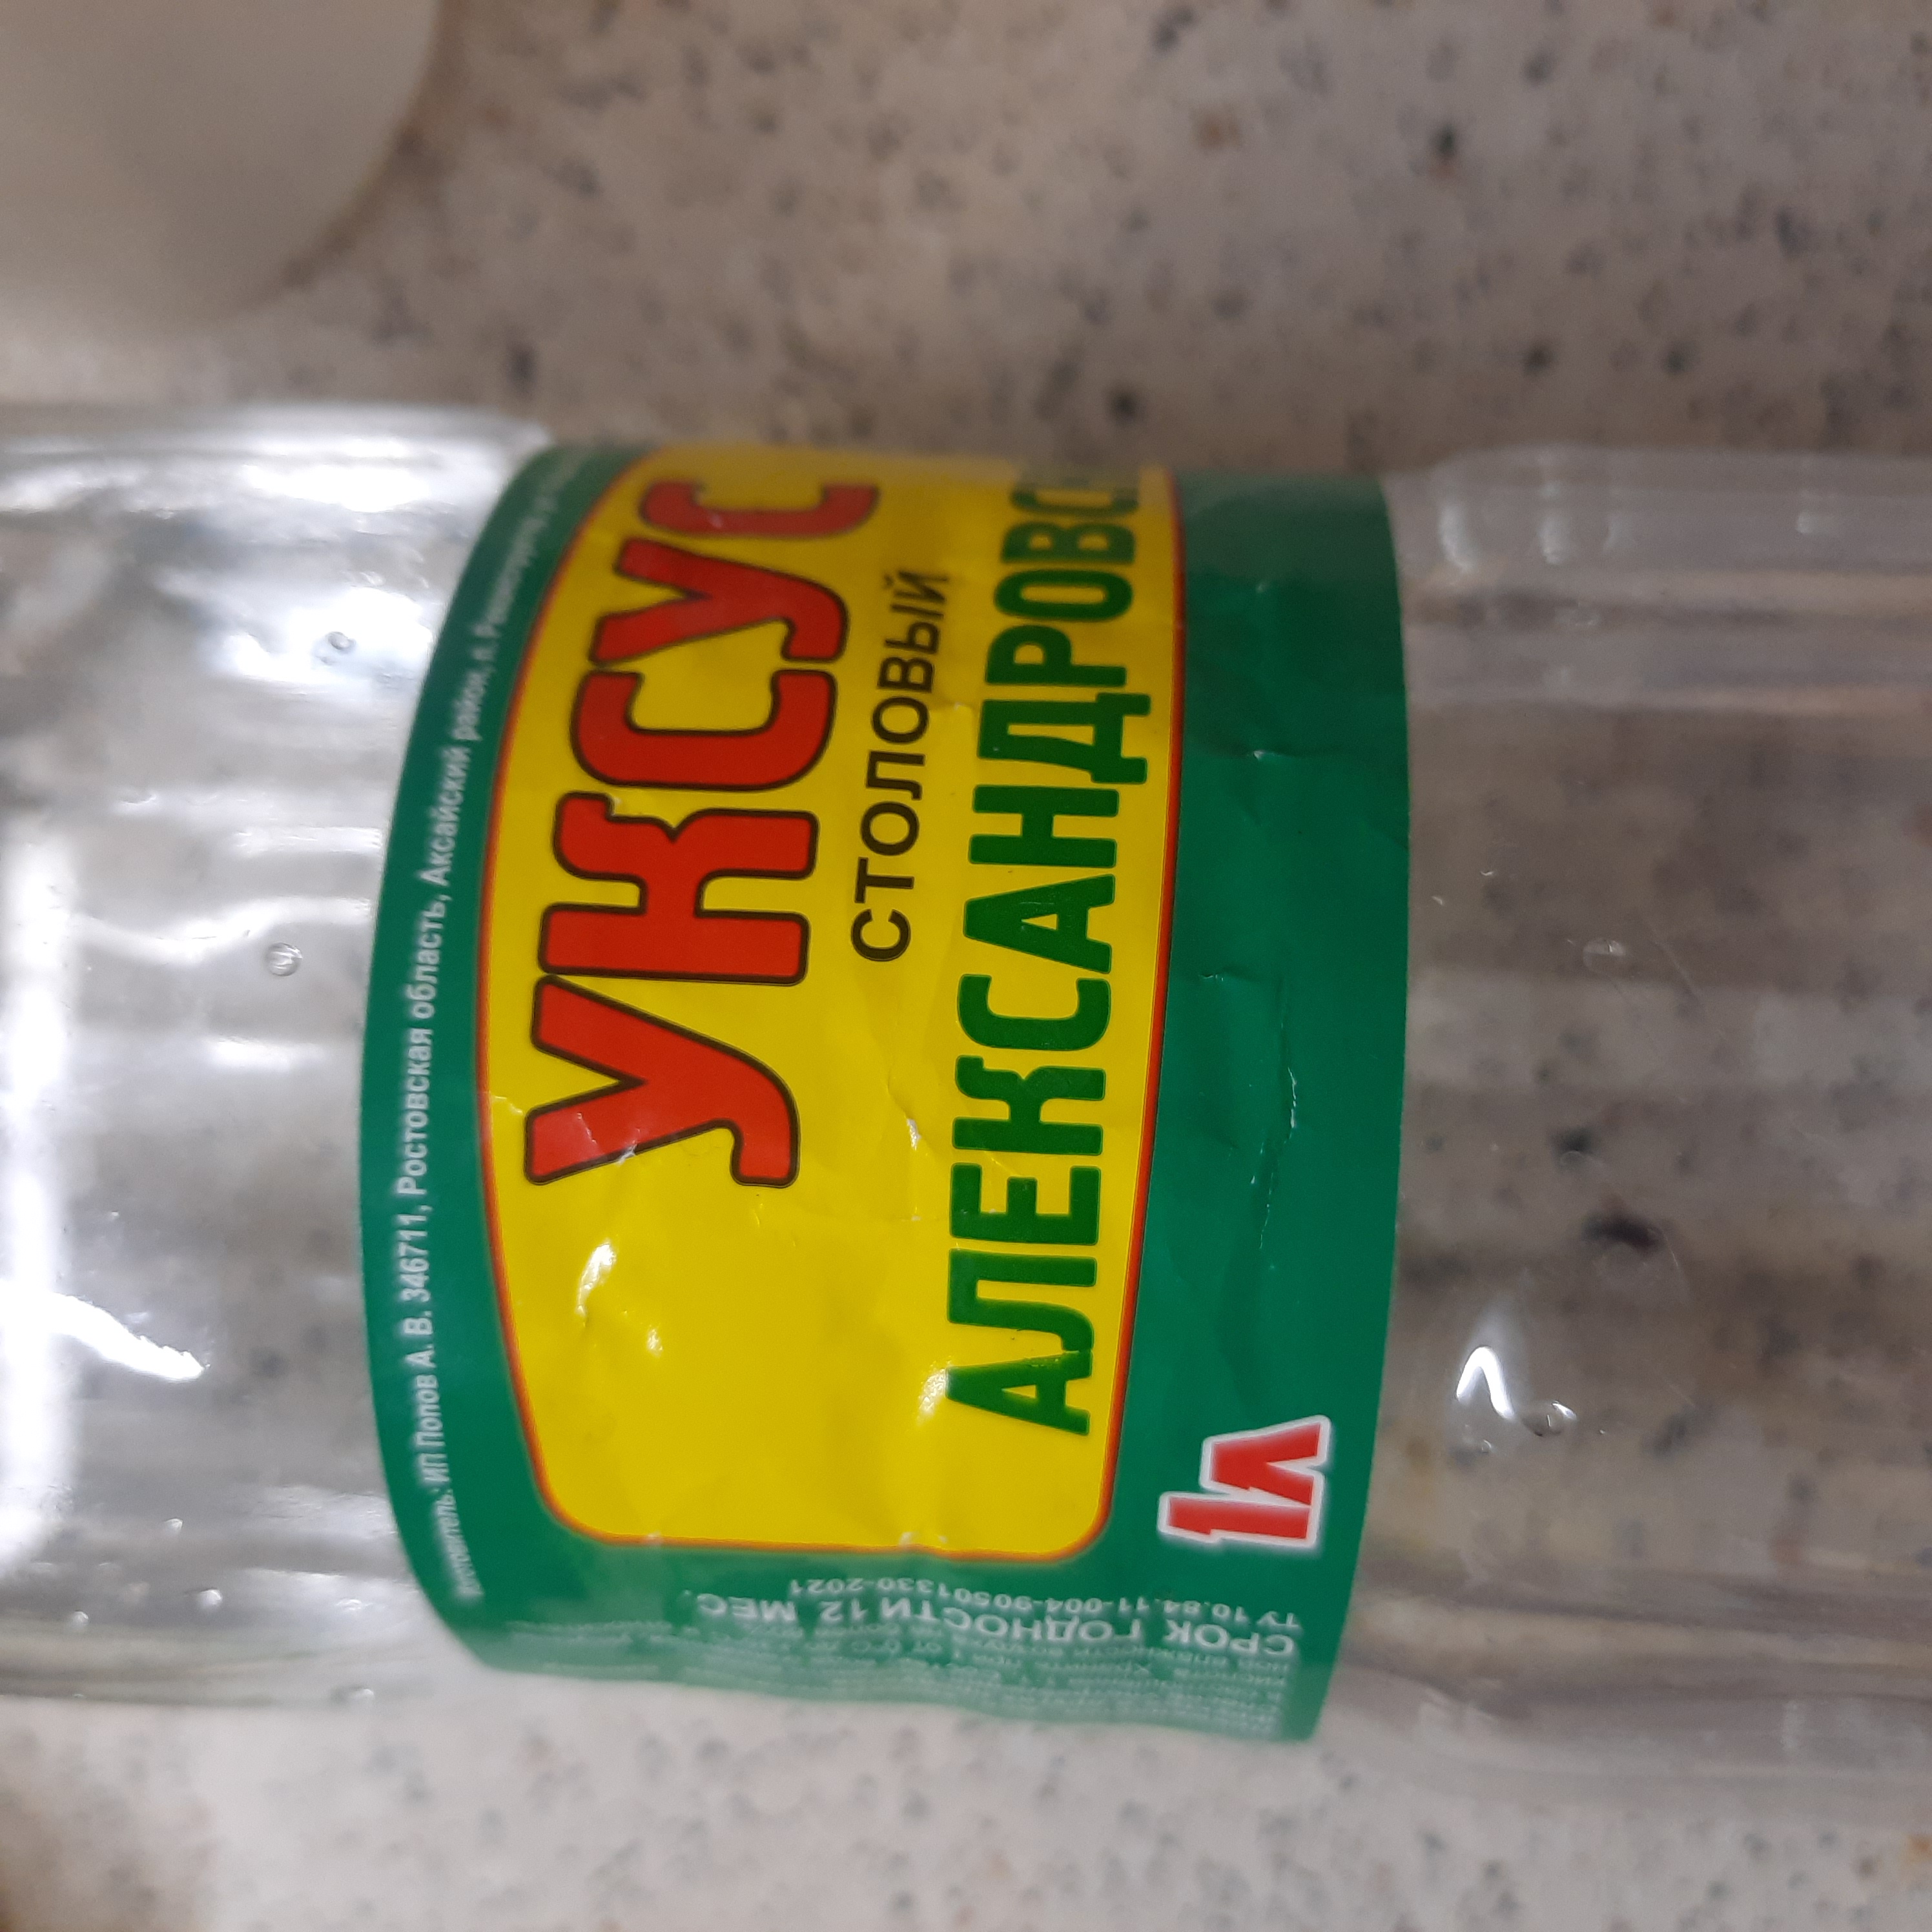 Изготовитель: ИП Попов А. В. 346711, Ростовская область, Аксайский район, п.
УКСУС
СТОЛОВЫЙ
АЛЕКСАНДРОВС
1л
ТУ 10.84.11-004-90501330-2021
СРОК ГОДНОСТИ 12 МЕС.